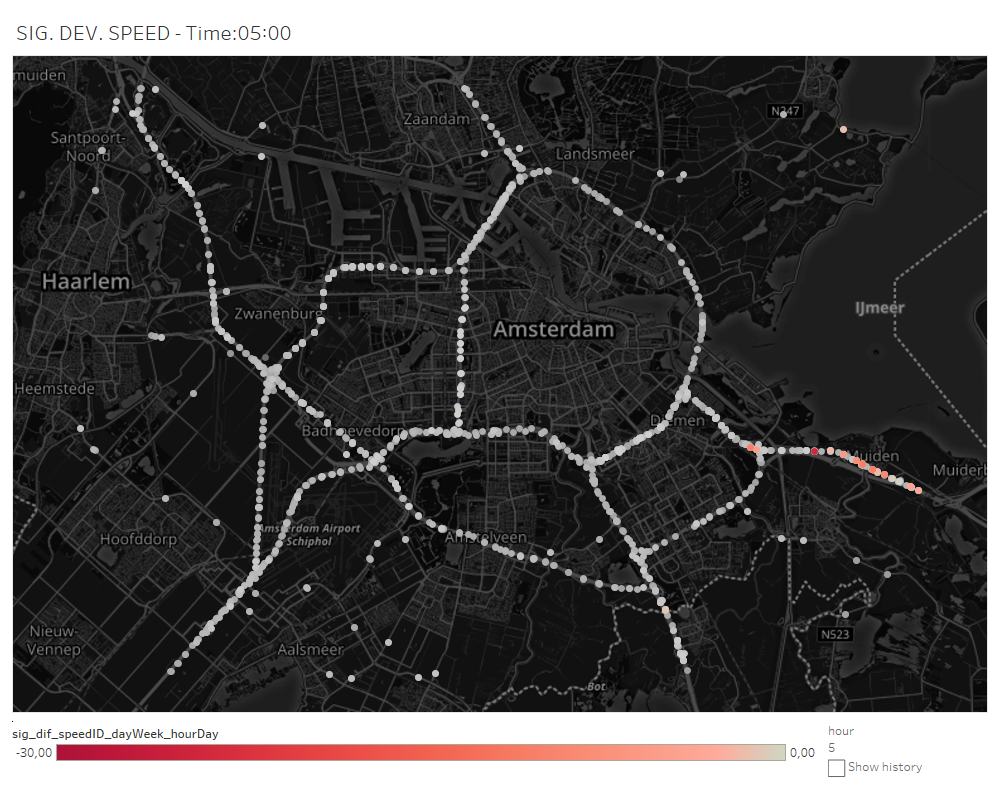 SIG. DEV. SPEED - Time:05:00
muiden
Zaandam
N247
Santpoort-
Noord
Landsmeer
Haarlem
IJmeer
Zwanenburg
Amsterdam
Heemstede
Diemen
Badhoevedorp
Muiden
Muiderb
Amsterdam Airport
Schiphol
Hoofddorp
Amstelveen
Nieuw-
Vennep
N523
Aalsmeer
Bot
sig_dif_speedID_dayWeek_hourDay
-30,00
0,00
hour
5
Show history